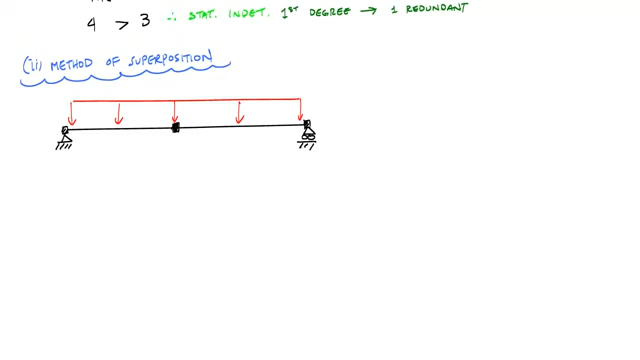 4 > 3 ∴ STAT. INDET. 1ST DEGREE → 1 REDUNDANT
(ii) METHOD OF SUPERPOSITION